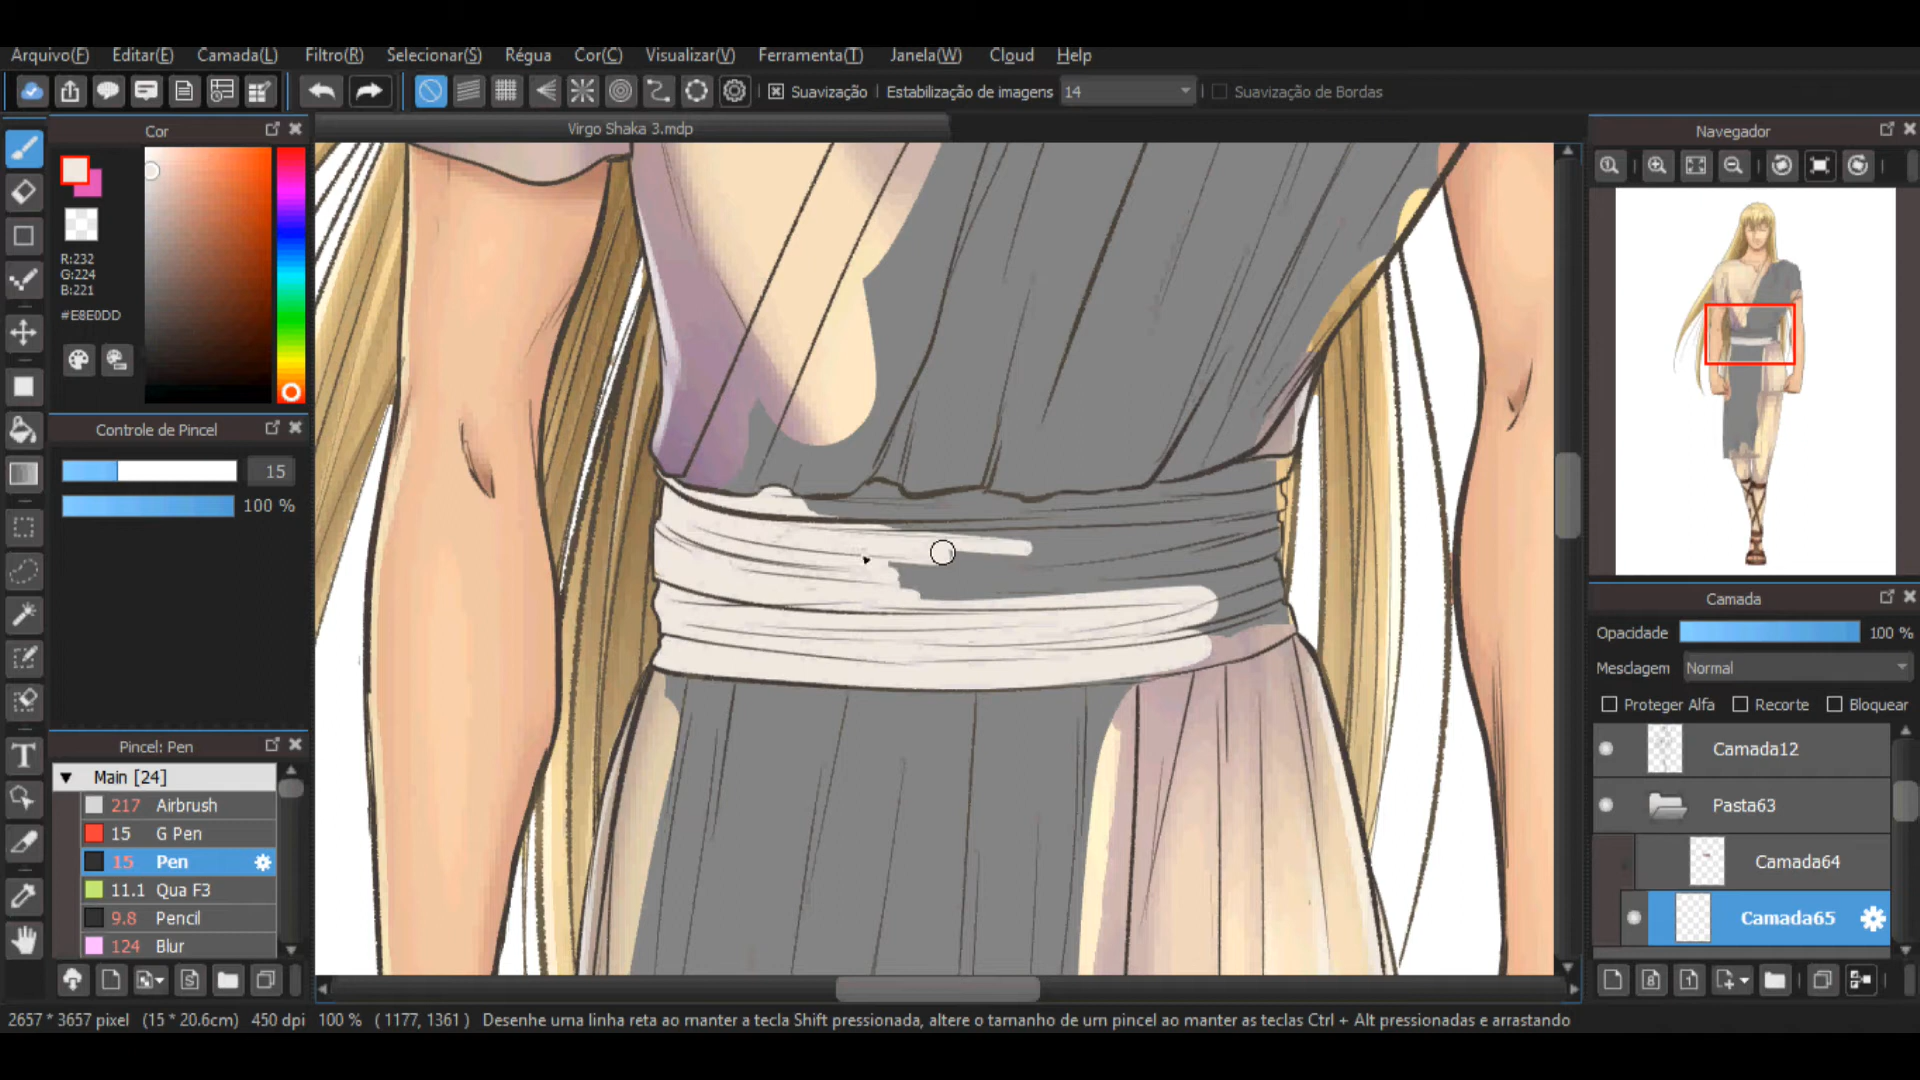 Arquivo(F) Editar(E) Camada(L) Filtro(R) Selecionar(S) Régua Cor(C) Visualizar(V) Ferramenta(T) Janela(W) Cloud Help
Suavização Estabilização de imagens 14 Suavização de Bordas
Cor
R:232
G:224
B:221
#E8E0DD
Controle de Pincel
15
100 %
Pincel: Pen
Main [24]
217 Airbrush
15 G Pen
15 Pen
11.1 Qua F3
9.8 Pencil
124 Blur
Virgo Shaka 3.mdp
Navegador
Camada
Opacidade 100 %
Mesclagem Normal
Proteger Alfa Recorte Bloquear
Camada12
Pasta63
Camada64
Camada65
2657 * 3657 pixel (15 * 20.6cm) 450 dpi 100 % ( 1177, 1361 ) Desenhe uma linha reta ao manter a tecla Shift pressionada, altere o tamanho de um pincel ao manter as teclas Ctrl + Alt pressionadas e arrastando